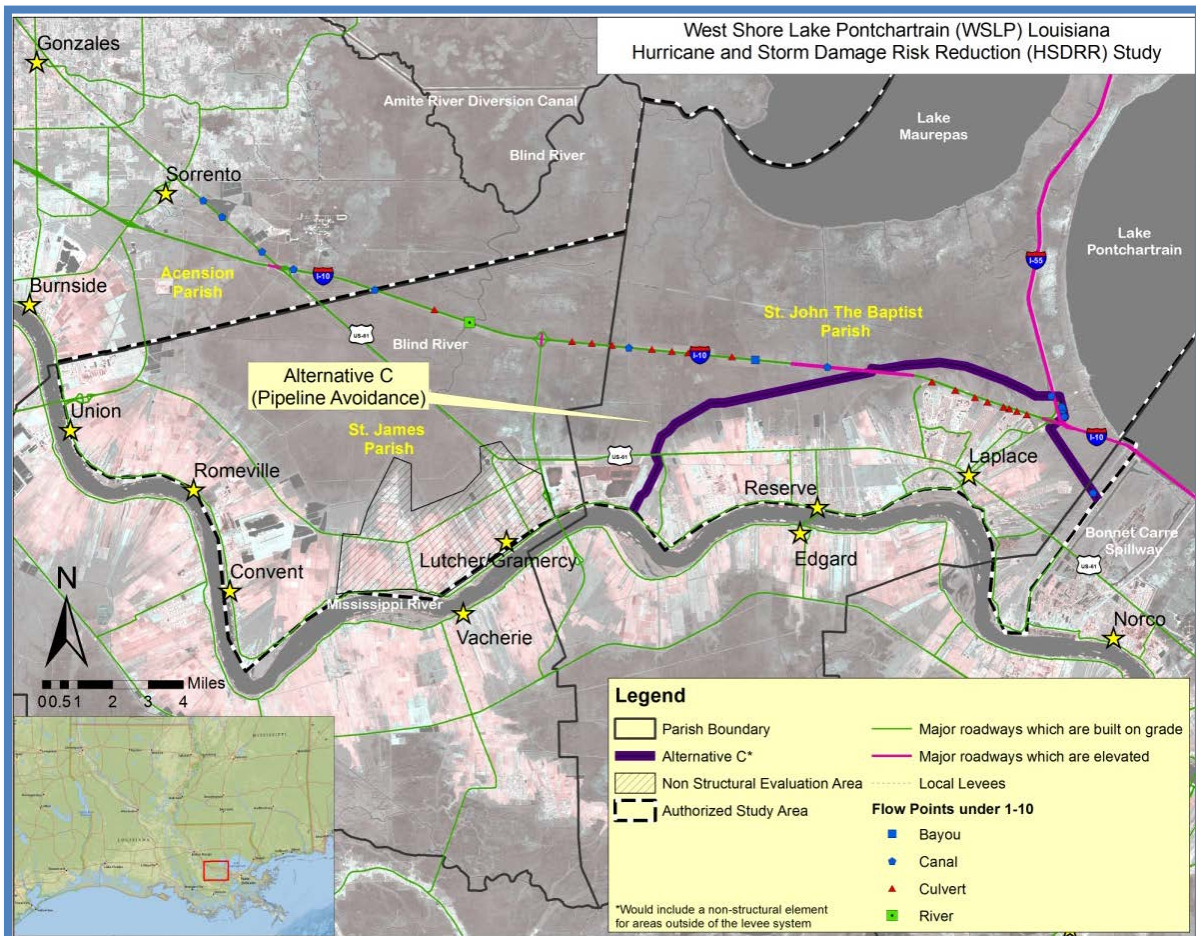 West Shore Lake Pontchartrain (WSLP) Louisiana
Hurricane and Storm Damage Risk Reduction (HSDRR) Study
Gonzales
Amite River Diversion Canal
Lake
Maurepas
Blind River
Sorrento
Lake
Pontchartrain
I-55
Acension
Parish
I-10
Burnside
St. John The Baptist
Parish
US-61
Blind River
I-10
Alternative C
(Pipeline Avoidance)
Union
St. James
Parish
US-61
I-10
Laplace
Romeville
Reserve
Lutcher/Gramercy
Edgard
Bonnet Carre
Spillway
US-61
Convent
N
Mississippi River
Vacherie
Norco
Miles
0 0.5 1 2 3 4
Legend
Parish Boundary
Alternative C*
Non Structural Evaluation Area
Authorized Study Area
*Would include a non-structural element
for areas outside of the levee system
Major roadways which are built on grade
Major roadways which are elevated
Local Levees
Flow Points under 1-10
Bayou
Canal
Culvert
River
MISSISSIPPI
LOUISIANA